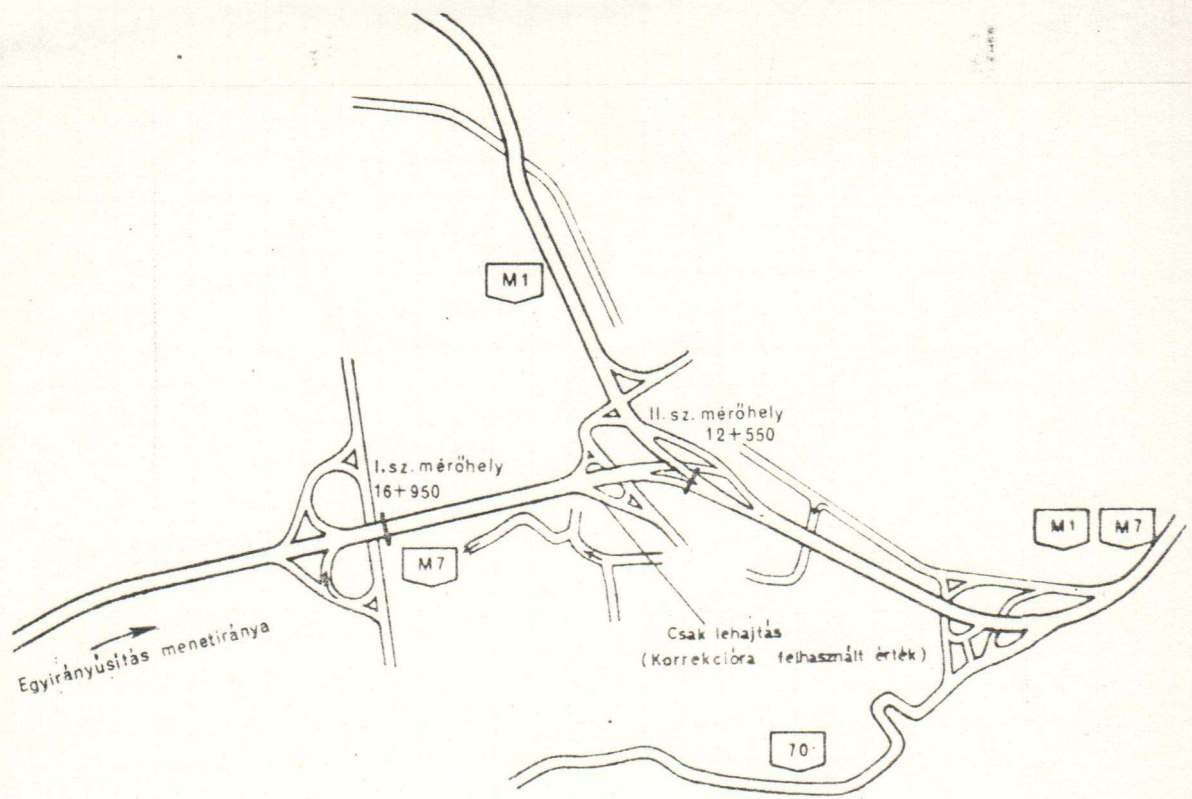 M1
II. sz. mérőhely
12+550
I. sz. mérőhely
16+950
M1 M7
M7
Csak lehajtás
(Korrekcióra felhasznált érték)
Egyirányúsítás menetiránya
70